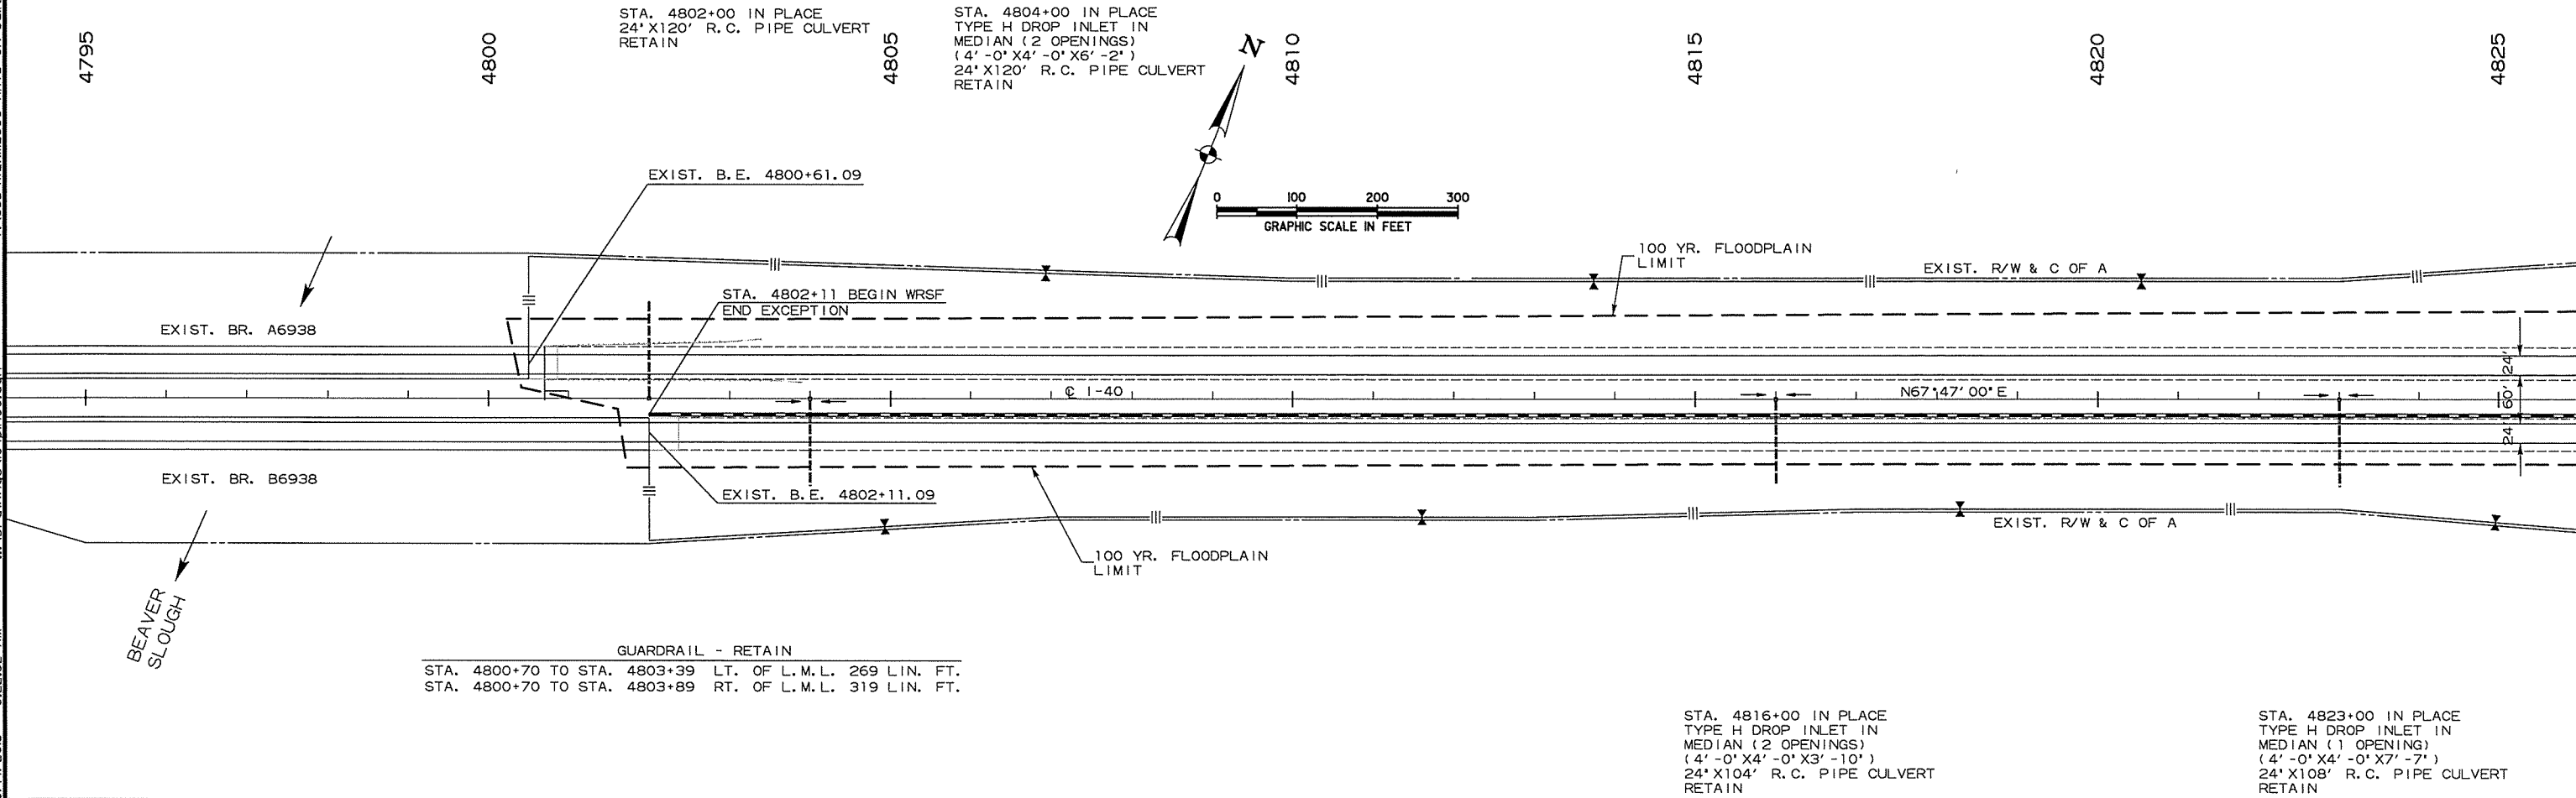 STA. 4802+00 IN PLACE
24"X120' R.C. PIPE CULVERT
RETAIN
STA. 4804+00 IN PLACE
TYPE H DROP INLET IN
MEDIAN (2 OPENINGS)
(4'-0"X4'-0"X6'-2")
24"X120' R.C. PIPE CULVERT
RETAIN
4795
4800
4805
4810
4815
4820
4825
N
EXIST. B.E. 4800+61.09
0 100 200 300
GRAPHIC SCALE IN FEET
100 YR. FLOODPLAIN
LIMIT
EXIST. R/W & C OF A
STA. 4802+11 BEGIN WRSF
END EXCEPTION
EXIST. BR. A6938
24'
℄ I-40
N67°47'00"E
60'
24'
EXIST. BR. B6938
EXIST. B.E. 4802+11.09
EXIST. R/W & C OF A
100 YR. FLOODPLAIN
LIMIT
BEAVER
SLOUGH
GUARDRAIL - RETAIN
STA. 4800+70 TO STA. 4803+39 LT. OF L.M.L. 269 LIN. FT.
STA. 4800+70 TO STA. 4803+89 RT. OF L.M.L. 319 LIN. FT.
STA. 4816+00 IN PLACE
TYPE H DROP INLET IN
MEDIAN (2 OPENINGS)
(4'-0"X4'-0"X3'-10")
24"X104' R.C. PIPE CULVERT
RETAIN
STA. 4823+00 IN PLACE
TYPE H DROP INLET IN
MEDIAN (1 OPENING)
(4'-0"X4'-0"X7'-7")
24"X108' R.C. PIPE CULVERT
RETAIN